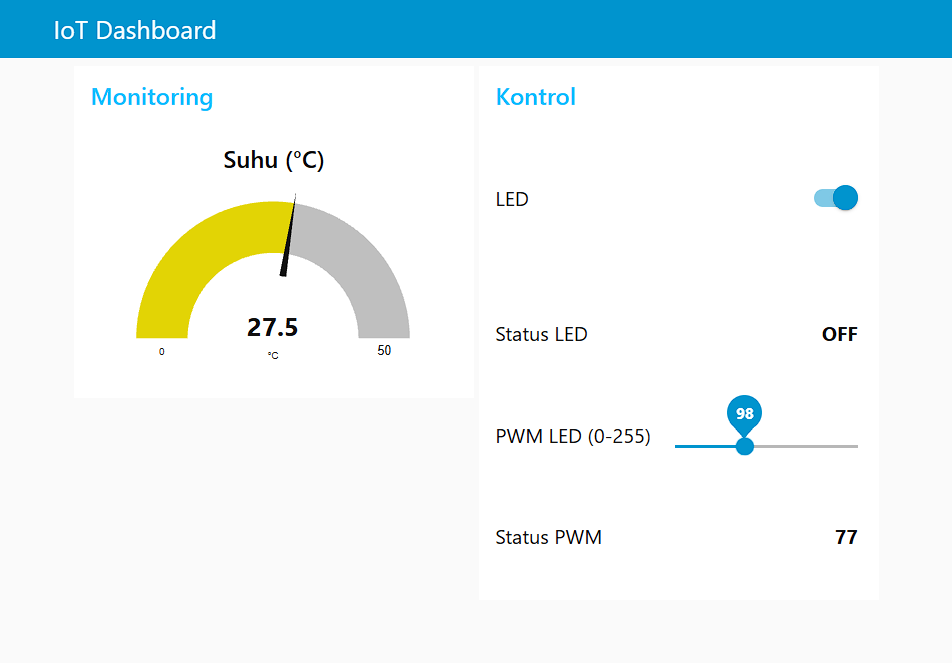 IoT Dashboard
Monitoring
Suhu (°C)
27.5
°C
0
50
Kontrol
LED
Status LED
OFF
PWM LED (0-255)
98
Status PWM
77